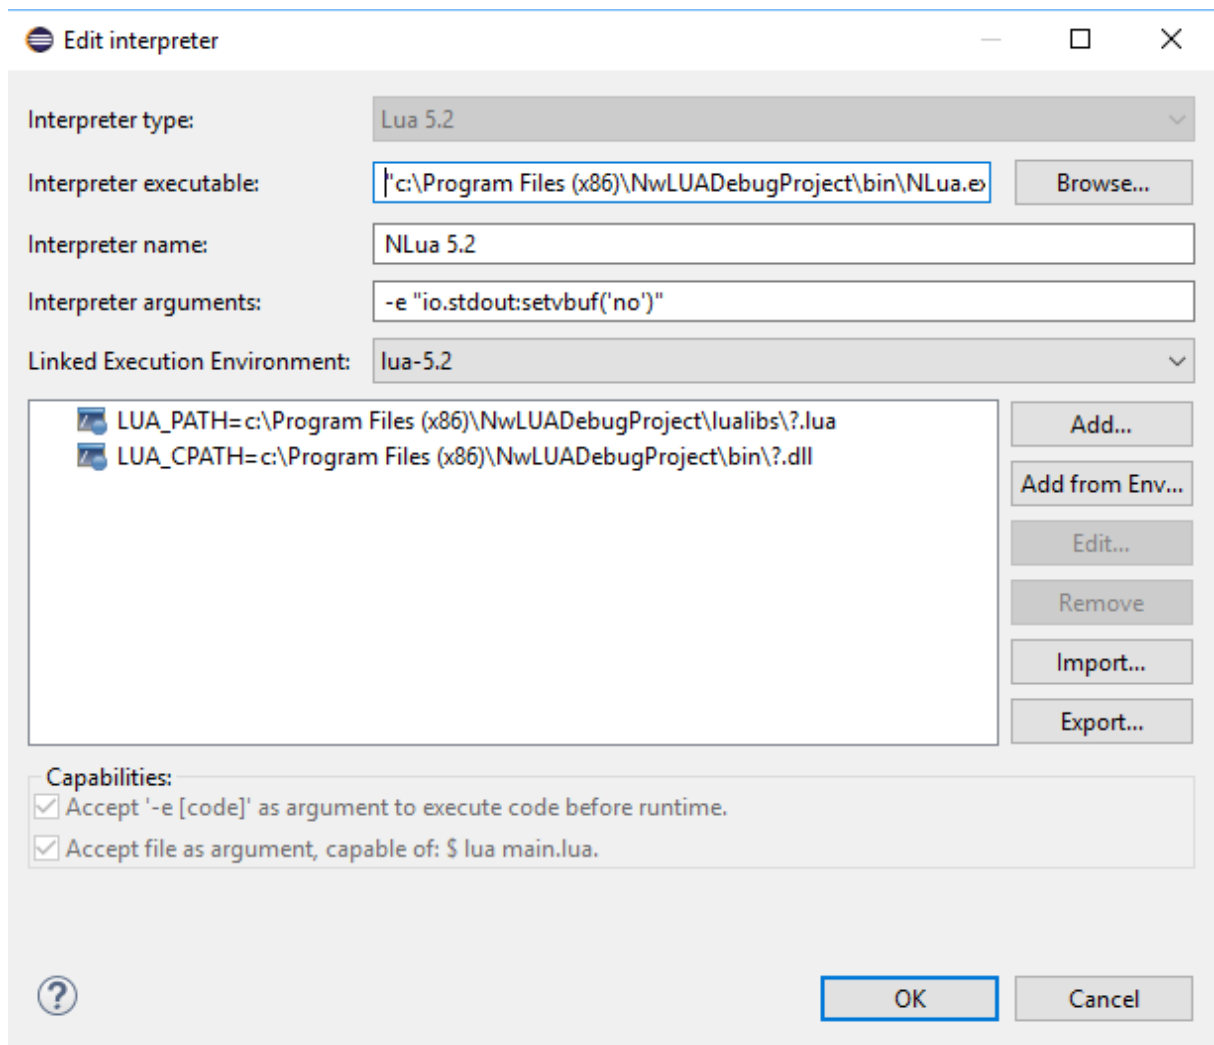 Edit interpreter
Interpreter type: Lua 5.2
Interpreter executable: "c:\Program Files (x86)\NwLUADebugProject\bin\NLua.ex Browse...
Interpreter name: NLua 5.2
Interpreter arguments: -e "io.stdout:setvbuf('no')"
Linked Execution Environment: lua-5.2
LUA_PATH=c:\Program Files (x86)\NwLUADebugProject\lualibs\?.lua Add...
LUA_CPATH=c:\Program Files (x86)\NwLUADebugProject\bin\?.dll
Add from Env...
Edit...
Remove
Import...
Export...
Capabilities:
Accept '-e [code]' as argument to execute code before runtime.
Accept file as argument, capable of: $ lua main.lua.
? OK Cancel